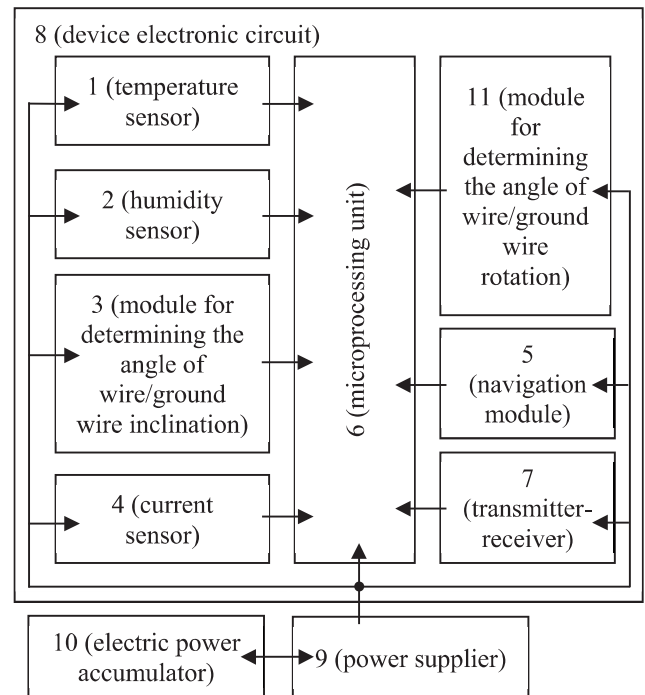 8 (device electronic circuit)
1 (temperature
sensor)
2 (humidity
sensor)
3 (module for
determining the
angle of
wire/ground
wire inclination)
4 (current
sensor)
6 (microprocessing unit)
11 (module
for
determining
the angle of
wire/ground
wire
rotation)
5
(navigation
module)
7
(transmitter-
receiver)
10 (electric power
accumulator)
9 (power supplier)